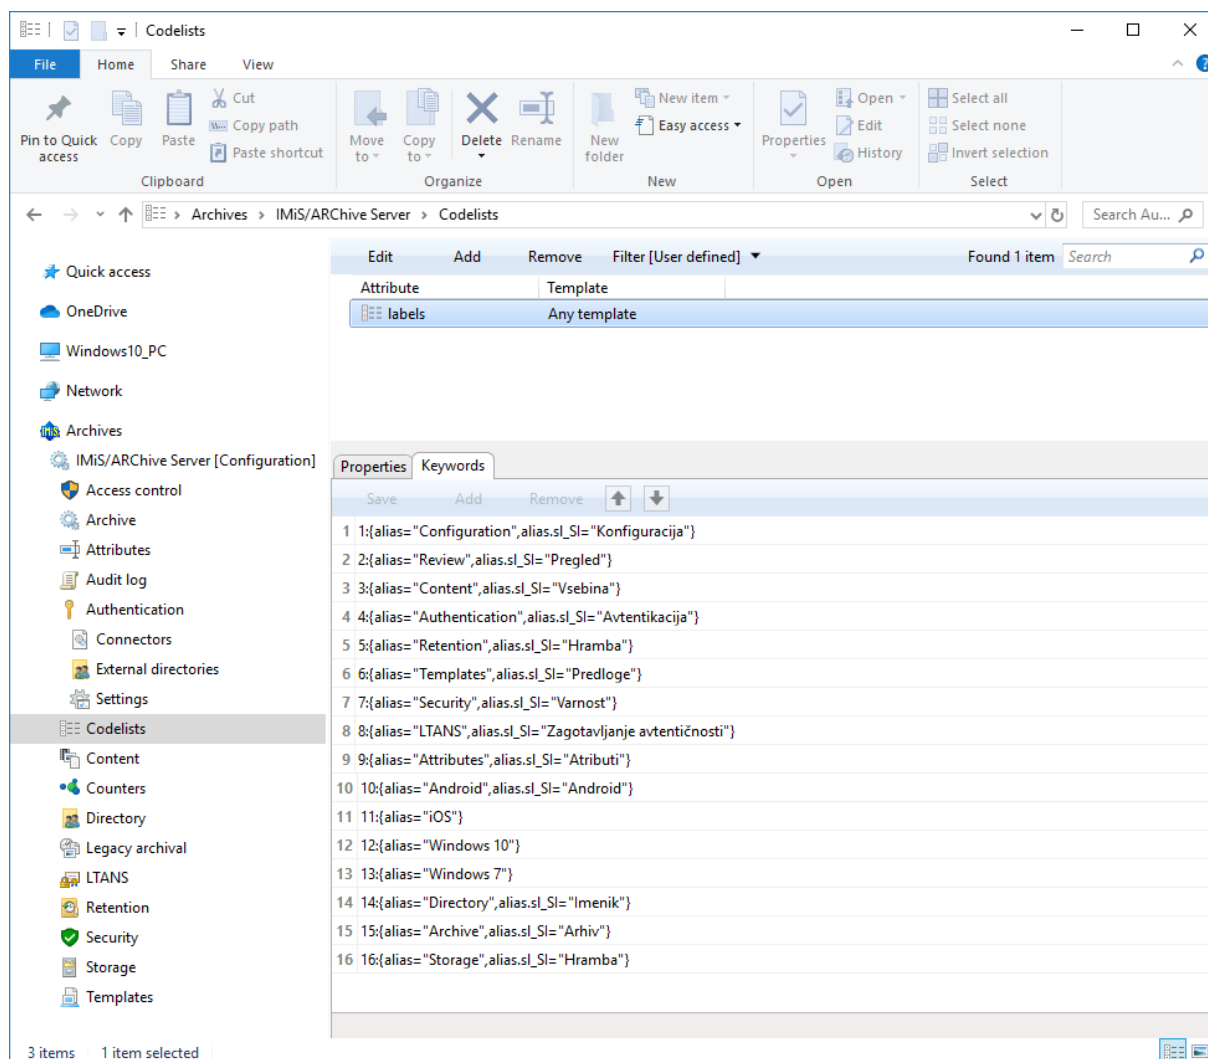 Codelists
File Home Share View
Pin to Quick access
Copy
Paste
Cut
Copy path
Paste shortcut
Move to
Copy to
Delete
Rename
New folder
New item
Easy access
Properties
Open
Edit
History
Select all
Select none
Invert selection
Clipboard Organize New Open Select
Archives > IMiS/ARChive Server > Codelists
Search Au...
Quick access
OneDrive
Windows10_PC
Network
Archives
IMiS/ARChive Server [Configuration]
Access control
Archive
Attributes
Audit log
Authentication
Connectors
External directories
Settings
Codelists
Content
Counters
Directory
Legacy archival
LTANS
Retention
Security
Storage
Templates
Edit Add Remove Filter [User defined] Found 1 item Search
Attribute Template
labels Any template
Properties Keywords
Save Add Remove
1 1:{alias="Configuration",alias.sl_SI="Konfiguracija"}
2 2:{alias="Review",alias.sl_SI="Pregled"}
3 3:{alias="Content",alias.sl_SI="Vsebina"}
4 4:{alias="Authentication",alias.sl_SI="Avtentikacija"}
5 5:{alias="Retention",alias.sl_SI="Hramba"}
6 6:{alias="Templates",alias.sl_SI="Predloge"}
7 7:{alias="Security",alias.sl_SI="Varnost"}
8 8:{alias="LTANS",alias.sl_SI="Zagotavljanje avtentičnosti"}
9 9:{alias="Attributes",alias.sl_SI="Atributi"}
10 10:{alias="Android",alias.sl_SI="Android"}
11 11:{alias="iOS"}
12 12:{alias="Windows 10"}
13 13:{alias="Windows 7"}
14 14:{alias="Directory",alias.sl_SI="Imenik"}
15 15:{alias="Archive",alias.sl_SI="Arhiv"}
16 16:{alias="Storage",alias.sl_SI="Hramba"}
3 items 1 item selected